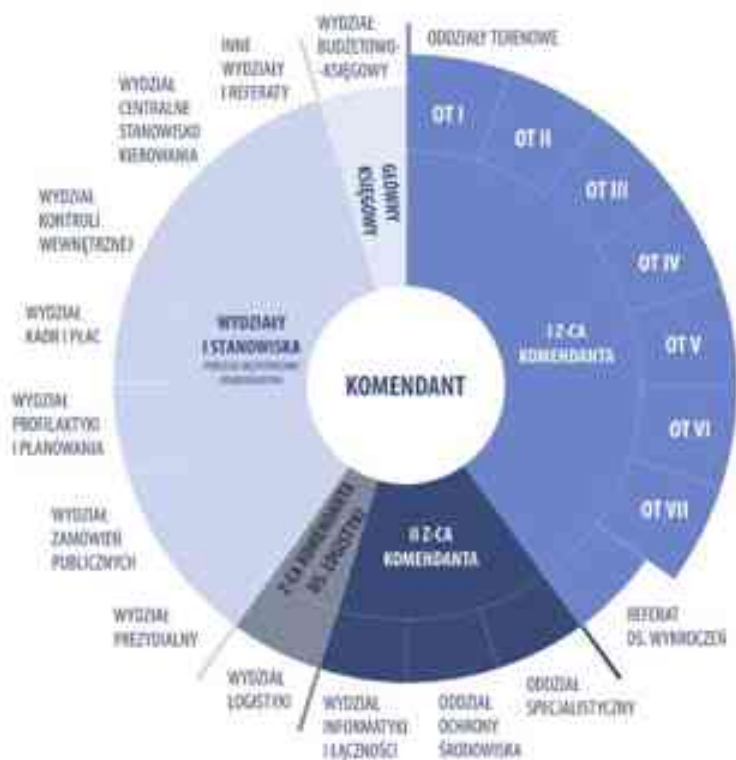 WYDZIAŁ
BUDŻETOWO-
-KSIĘGOWY
ODDZIAŁY TERENOWE
INNE
WYDZIAŁY
I REFERATY
WYDZIAŁ
CENTRALNE
STANOWISKO
KIEROWANIA
WYDZIAŁ
KONTROLI
WEWNĘTRZNEJ
WYDZIAŁ
KADR I PŁAC
WYDZIAŁ
PROFILAKTYKI
I PLANOWANIA
WYDZIAŁ
ZAMÓWIEŃ
PUBLICZNYCH
WYDZIAŁ
PREZYDIALNY
WYDZIAŁ
LOGISTYKI
WYDZIAŁ
INFORMATYKI
I ŁĄCZNOŚCI
ODDZIAŁ
OCHRONY
ŚRODOWISKA
ODDZIAŁ
SPECJALISTYCZNY
REFERAT
DS. WYKROCZEŃ
OT I
OT II
OT III
OT IV
OT V
OT VI
OT VII
I Z-CA
KOMENDANTA
II Z-CA
KOMENDANTA
Z-CA KOMENDANTA
DS. LOGISTYKI
WYDZIAŁY
I STANOWISKA
GŁÓWNY
KSIĘGOWY
KOMENDANT